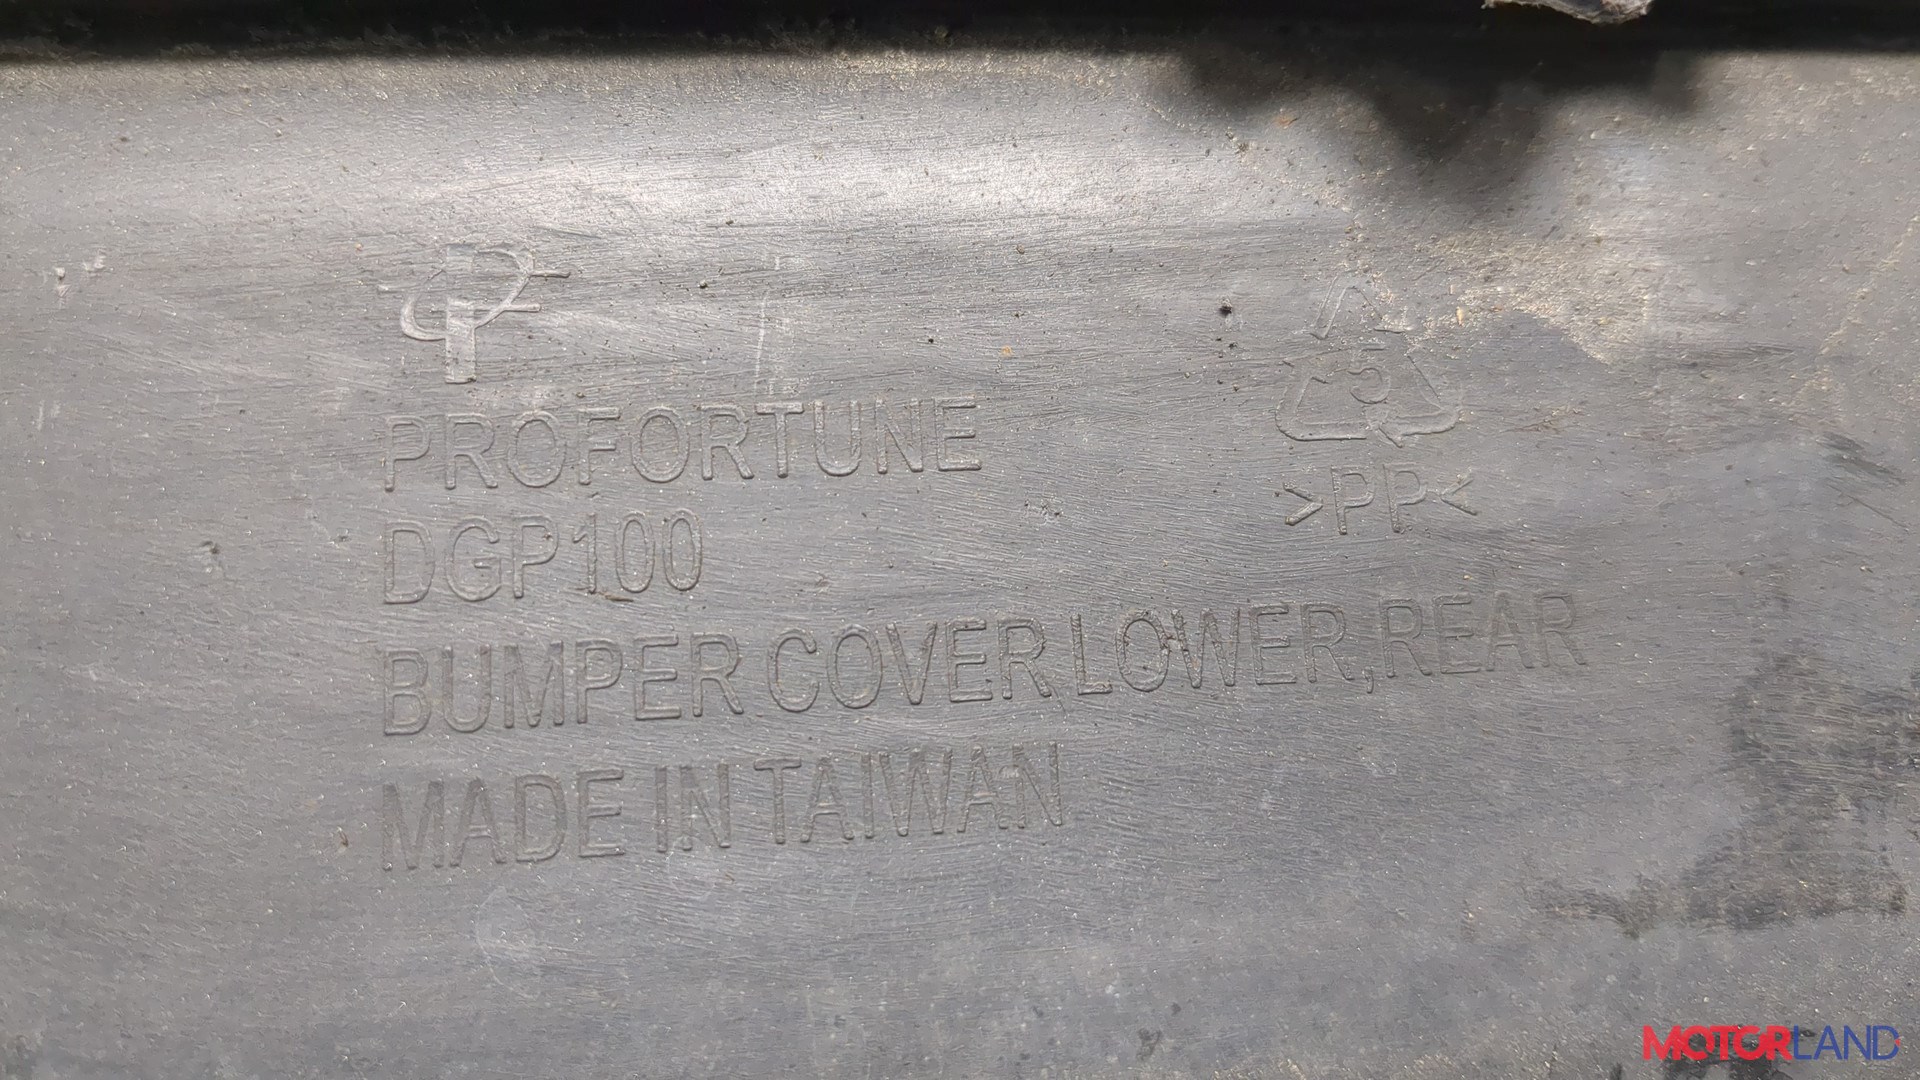 PROFORTUNE
DGP100
BUMPER COVER LOWER,REAR
MADE IN TAIWAN
5
>PP<
MOTORLAND